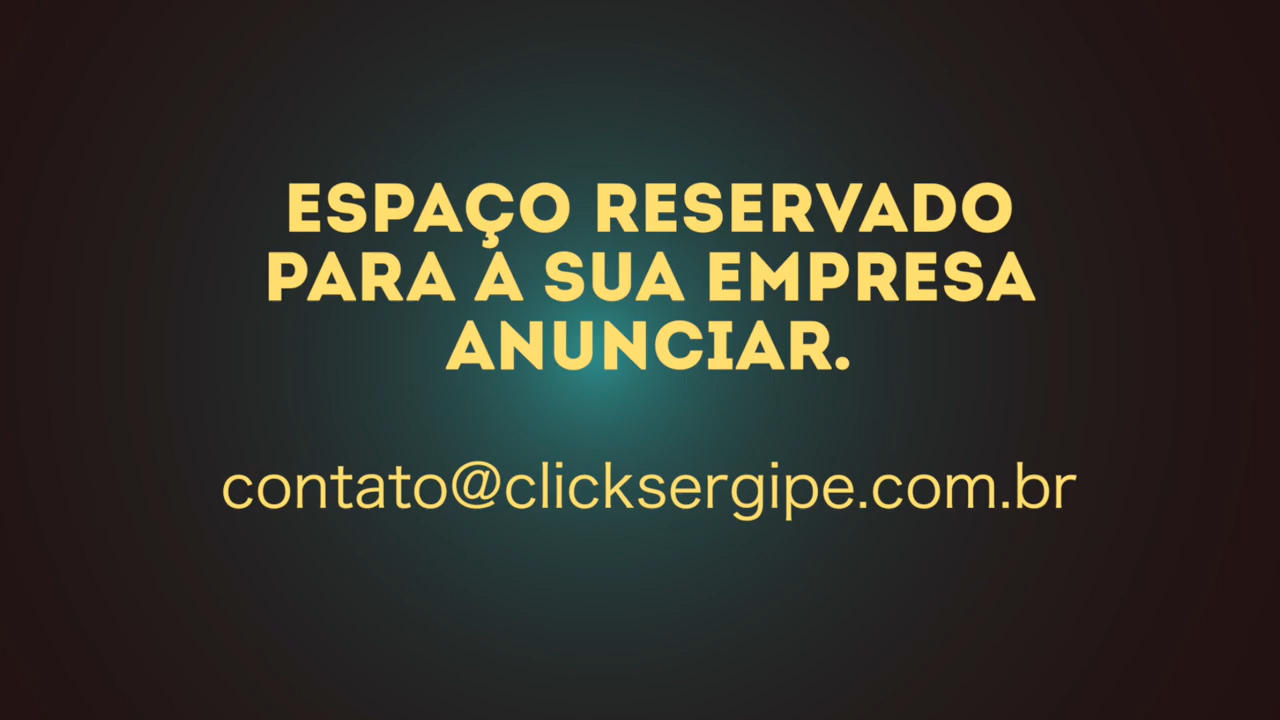 ESPAÇO RESERVADO
PARA A SUA EMPRESA
ANUNCIAR.
contato@clicksergipe.com.br